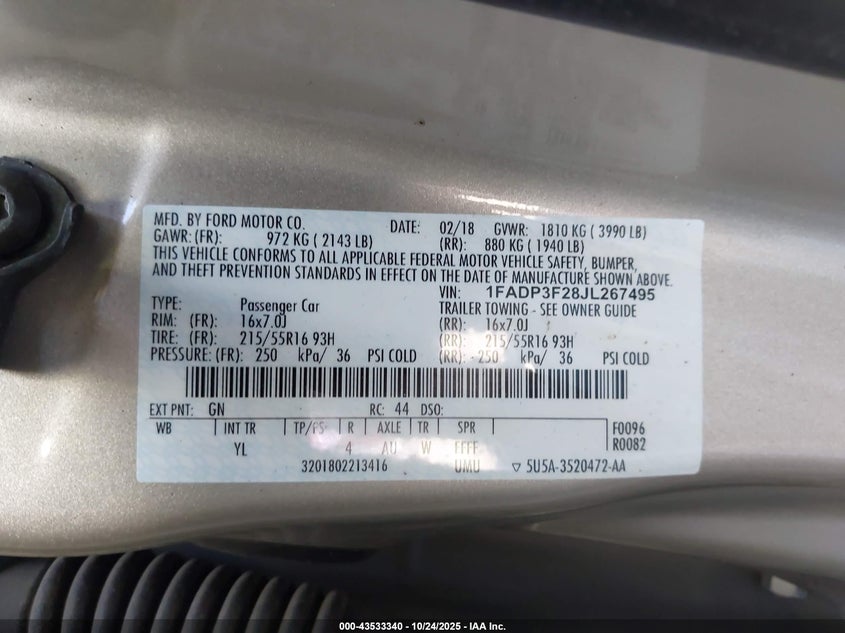 MFD. BY FORD MOTOR CO. DATE: 02/18 GVWR: 1810 KG ( 3990 LB)
GAWR: (FR): 972 KG ( 2143 LB) (RR): 880 KG ( 1940 LB)
THIS VEHICLE CONFORMS TO ALL APPLICABLE FEDERAL MOTOR VEHICLE SAFETY, BUMPER,
AND THEFT PREVENTION STANDARDS IN EFFECT ON THE DATE OF MANUFACTURE SHOWN ABOVE.
VIN: 1FADP3F28JL267495
TYPE: Passenger Car TRAILER TOWING - SEE OWNER GUIDE
RIM: (FR): 16x7.0J (RR): 16x7.0J
TIRE: (FR): 215/55R16 93H (RR): 215/55R16 93H
PRESSURE: (FR): 250 kPa/ 36 PSI COLD (RR): 250 kPa/ 36 PSI COLD
EXT PNT: GN RC: 44 DSO:
WB INT TR TP/PS R AXLE TR SPR F0096
YL 4 AU W FFFF R0082
3201802213416 UMU ▽ 5U5A-3520472-AA
000-43533340 - 10/24/2025 - IAA Inc.